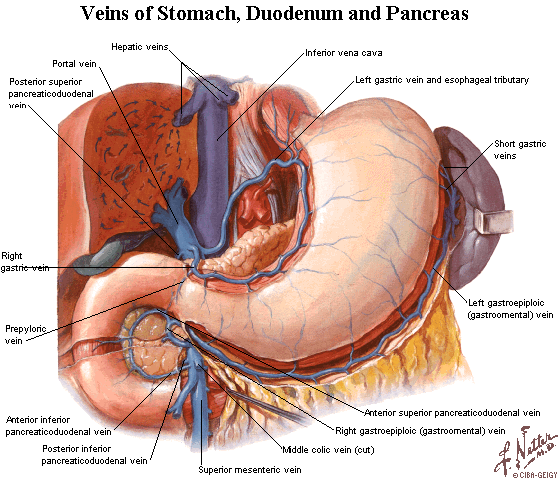 Veins of Stomach, Duodenum and Pancreas
Hepatic veins
Portal vein
Inferior vena cava
Posterior superior
pancreaticoduodenal
vein
Left gastric vein and esophageal tributary
Short gastric
veins
Right
gastric vein
Left gastroepiploic
(gastroomental) vein
Prepyloric
vein
Anterior superior pancreaticoduodenal vein
Anterior inferior
pancreaticoduodenal vein
Right gastroepiploic (gastroomental) vein
Posterior inferior
pancreaticoduodenal vein
Middle colic vein (cut)
Superior mesenteric vein
F. Netter
M.D.
© CIBA-GEIGY